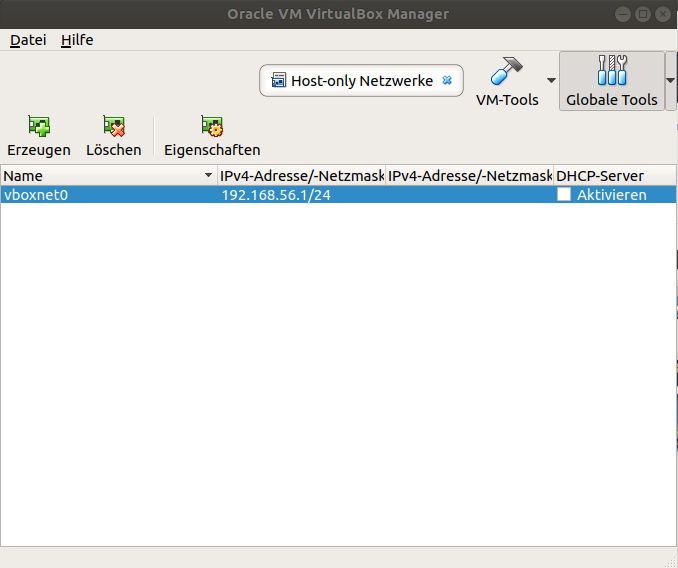 Oracle VM VirtualBox Manager
Datei Hilfe
Host-only Netzwerke
VM-Tools
Globale Tools
Erzeugen Löschen Eigenschaften
Name IPv4-Adresse/-Netzmask IPv4-Adresse/-Netzmask DHCP-Server
vboxnet0 192.168.56.1/24 Aktivieren